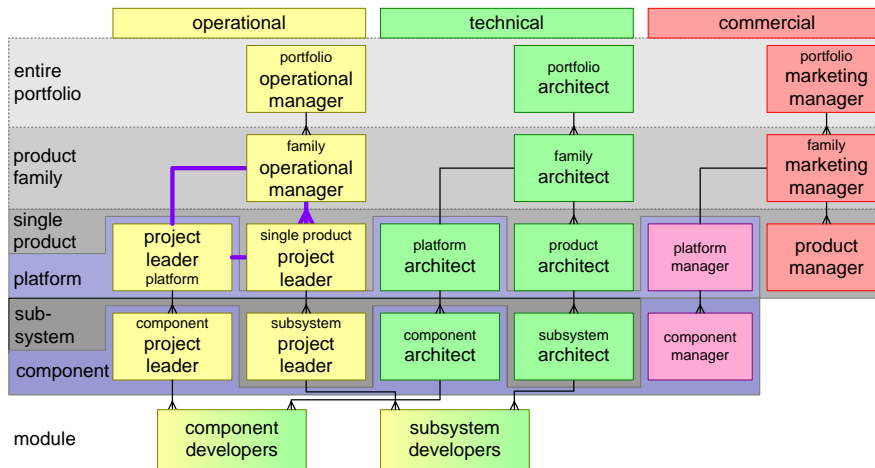 operational
technical
commercial
entire
portfolio
portfolio
operational
manager
portfolio
architect
portfolio
marketing
manager
product
family
family
operational
manager
family
architect
family
marketing
manager
single
product
platform
project
leader
platform
single product
project
leader
platform
architect
product
architect
platform
manager
product
manager
sub-
system
component
component
project
leader
subsystem
project
leader
component
architect
subsystem
architect
component
manager
module
component
developers
subsystem
developers